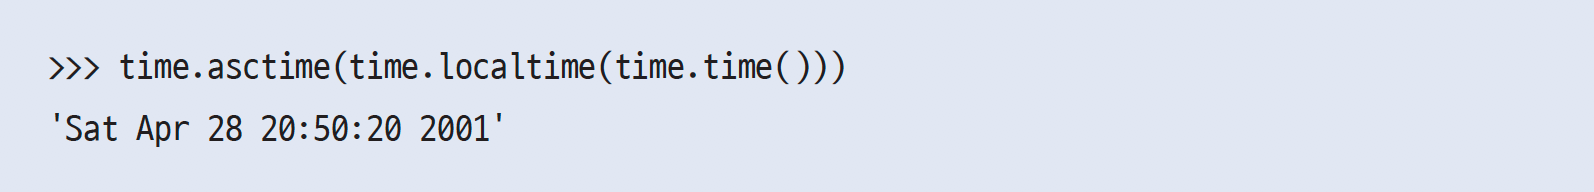 >>> time.asctime(time.localtime(time.time()))
'Sat Apr 28 20:50:20 2001'